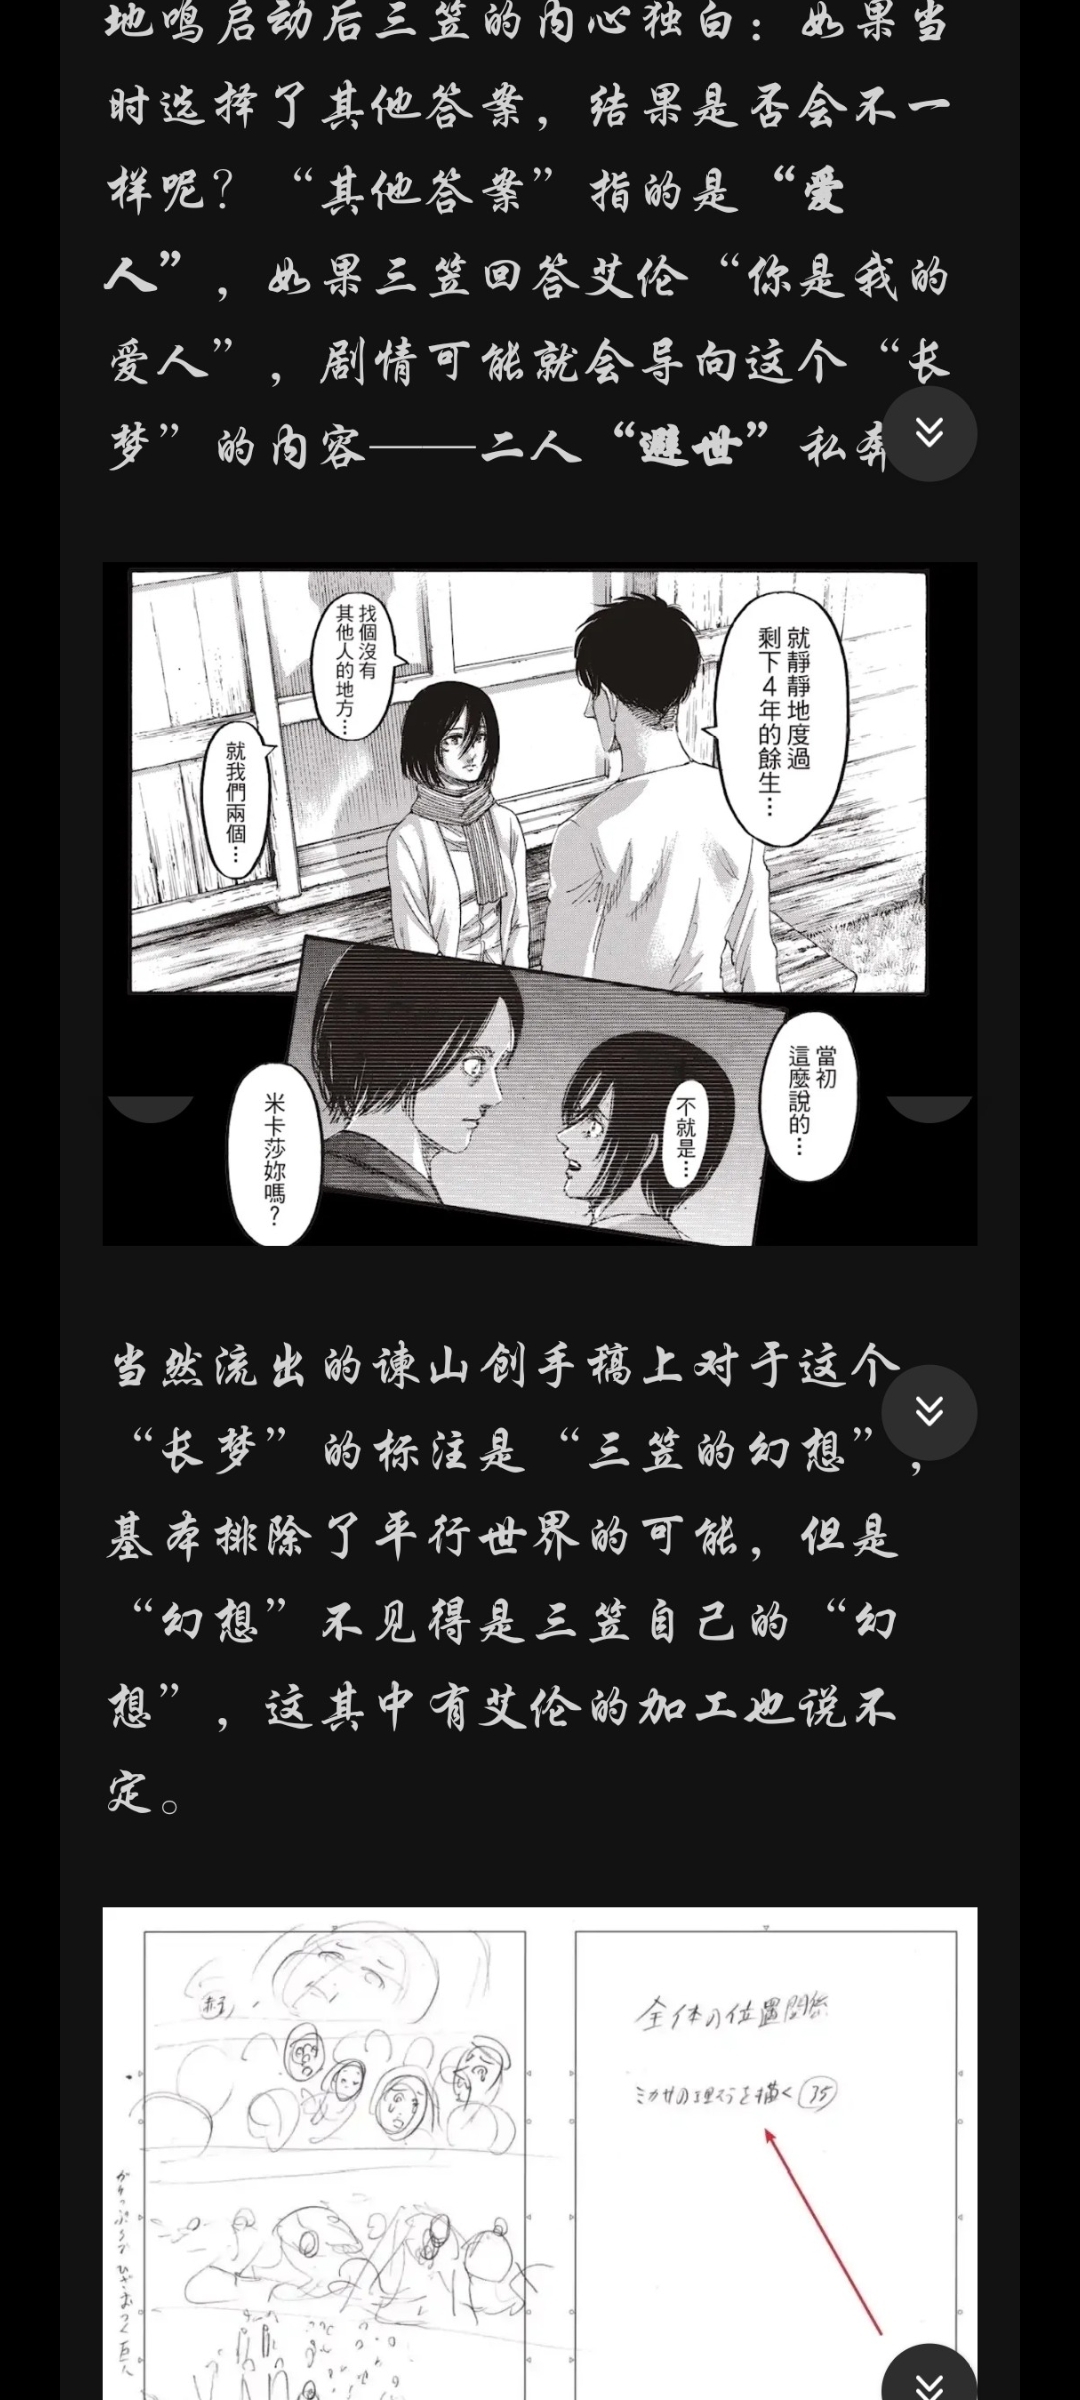 地鸣启动后三笠的内心独白：如果当
时选择了其他答案，结果是否会不一
样呢？“其他答案”指的是“爱
人”，如果三笠回答艾伦“你是我的
爱人”，剧情可能就会导向这个“长
梦”的内容——二人“避世”私奔
就靜靜地度過
剩下4年的餘生…
找個沒有
其他人的地方…
就我們兩個…
當初
這麼說的…
不就是…
米卡莎妳嗎？
当然流出的谏山创手稿上对于这个
“长梦”的标注是“三笠的幻想”，
基本排除了平行世界的可能，但是
“幻想”不见得是三笠自己的“幻
想”，这其中有艾伦的加工也说不
定。
全体の位置関係
ミカサの理想を描く 35